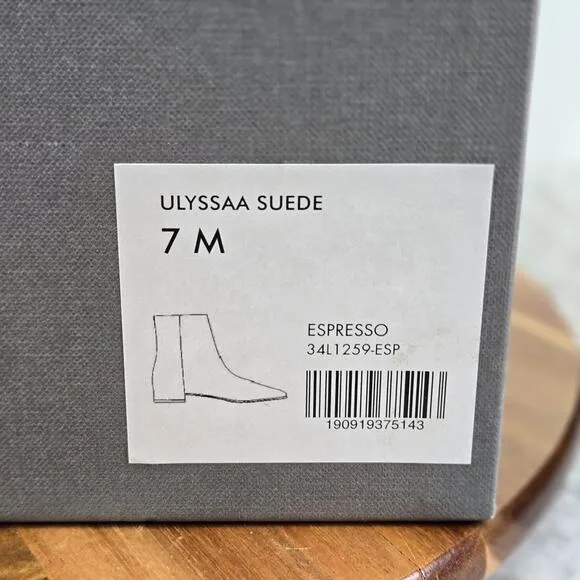 ULYSSAA SUEDE
7 M
ESPRESSO
34L1259-ESP
190919375143